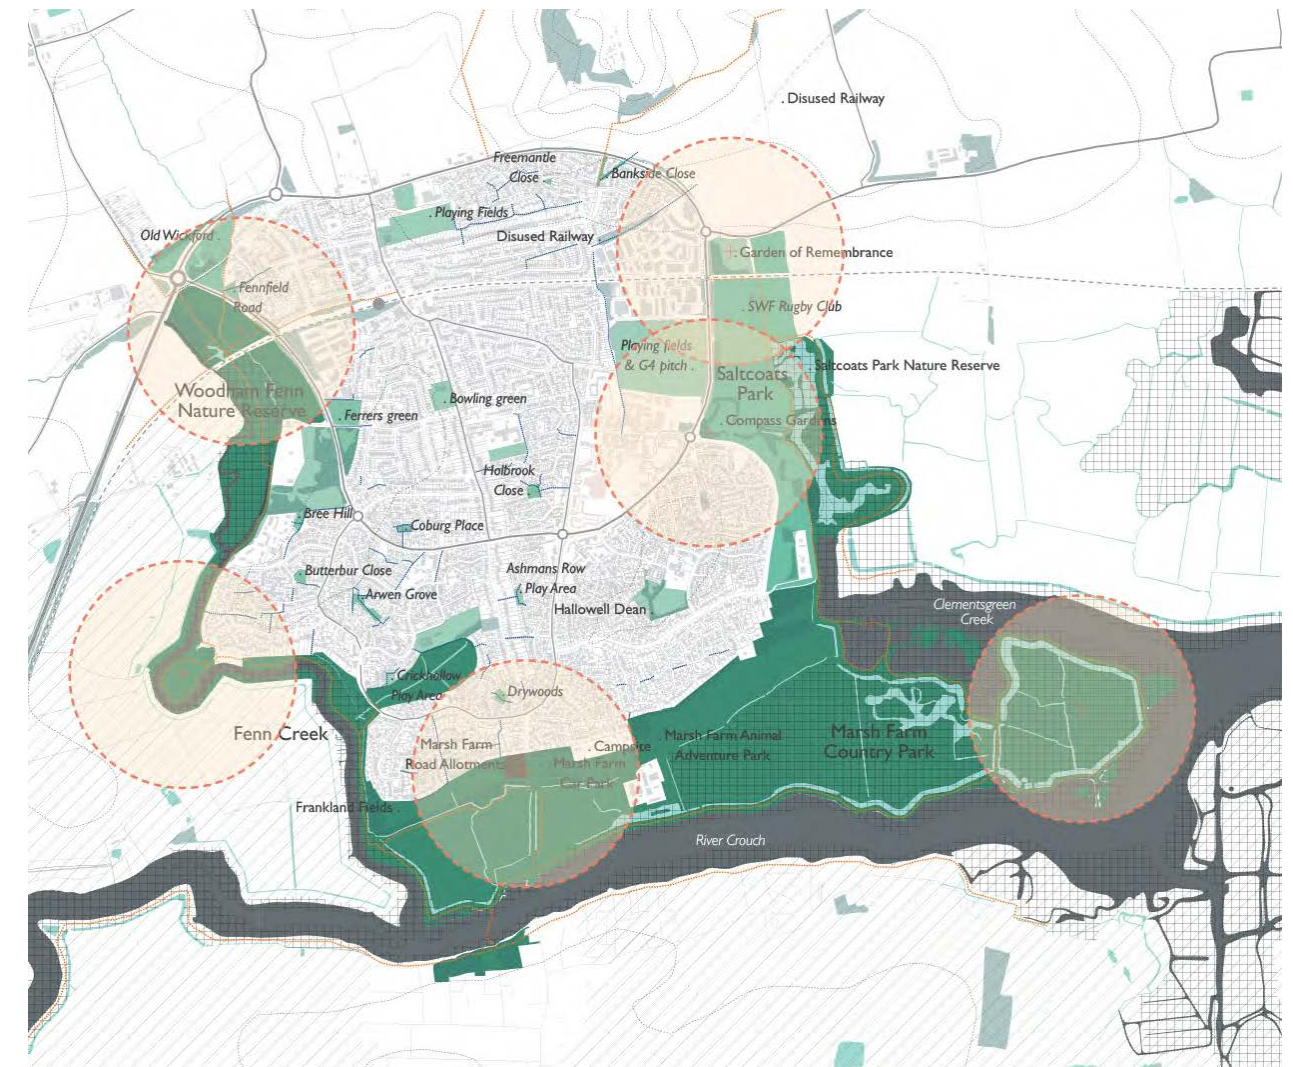 . Disused Railway
Freemantle
Close .
. Bankside Close
. Playing Fields
Old Wickford .
Disused Railway .
. Garden of Remembrance
. Fennfield
Road
. SWF Rugby Club
Playing fields
& G4 pitch .
. Saltcoats Park Nature Reserve
Saltcoats
Park
Woodham Fenn
Nature Reserve
. Bowling green
. Ferrers green
. Compass Gardens
Holbrook
Close .
. Bree Hill
. Coburg Place
. Butterbur Close
Ashmans Row
. Play Area
. Arwen Grove
Hallowell Dean .
Clementsgreen
Creek
. Crickhollow
Play Area
Drywoods
Fenn Creek
Marsh Farm
Road Allotments
. Campsite
. Marsh Farm
Car Park
. Marsh Farm Animal
Adventure Park
Marsh Farm
Country Park
Frankland Fields .
River Crouch